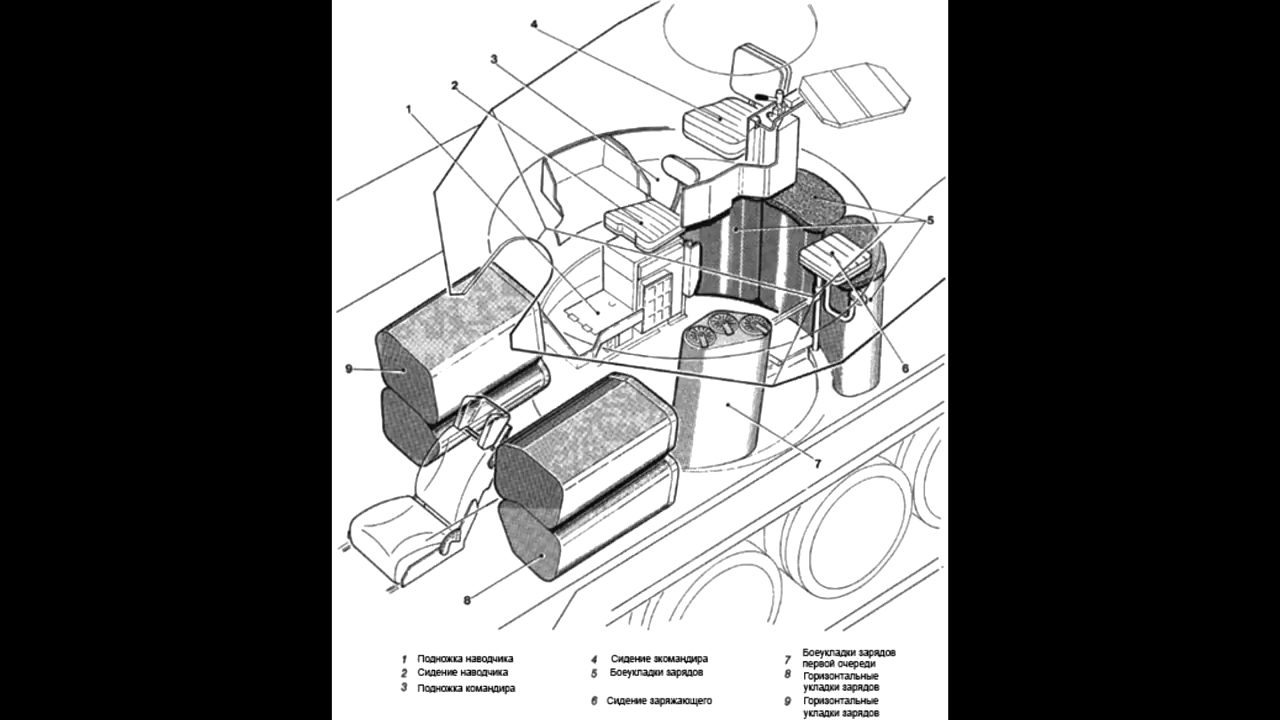 4
3
2
1
5
9
6
7
8
1 Подножка наводчика
2 Сидение наводчика
3 Подножка командира
4 Сидение экомандира
5 Боеукладки зарядов
6 Сидение заряжающего
7 Боеукладки зарядов
первой очереди
8 Горизонтальные
укладки зарядов
9 Горизонтальные
укладки зарядов